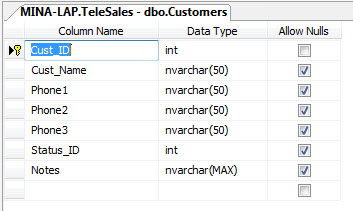 MINA-LAP.TeleSales - dbo.Customers
Column Name Data Type Allow Nulls
Cust_ID int
Cust_Name nvarchar(50)
Phone1 nvarchar(50)
Phone2 nvarchar(50)
Phone3 nvarchar(50)
Status_ID int
Notes nvarchar(MAX)